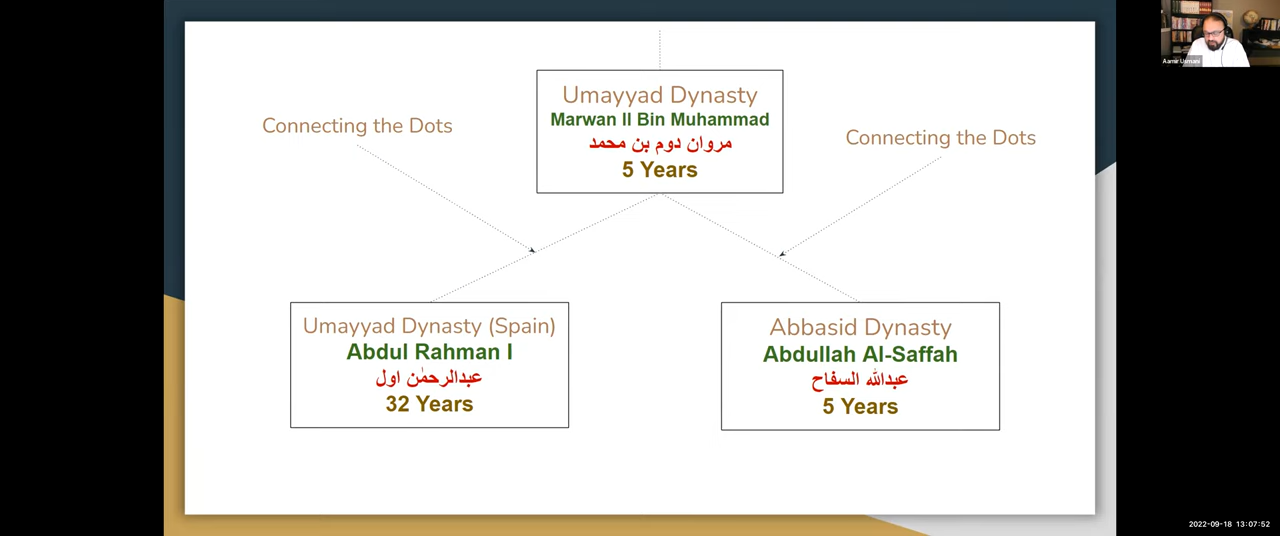 Umayyad Dynasty
Marwan II Bin Muhammad
مروان دوم بن محمد
5 Years
Connecting the Dots
Connecting the Dots
Umayyad Dynasty (Spain)
Abdul Rahman I
عبدالرحمٰن اول
32 Years
Abbasid Dynasty
Abdullah Al-Saffah
عبداللہ السفاح
5 Years
Aamir Usmani
2022-09-18 13:07:52